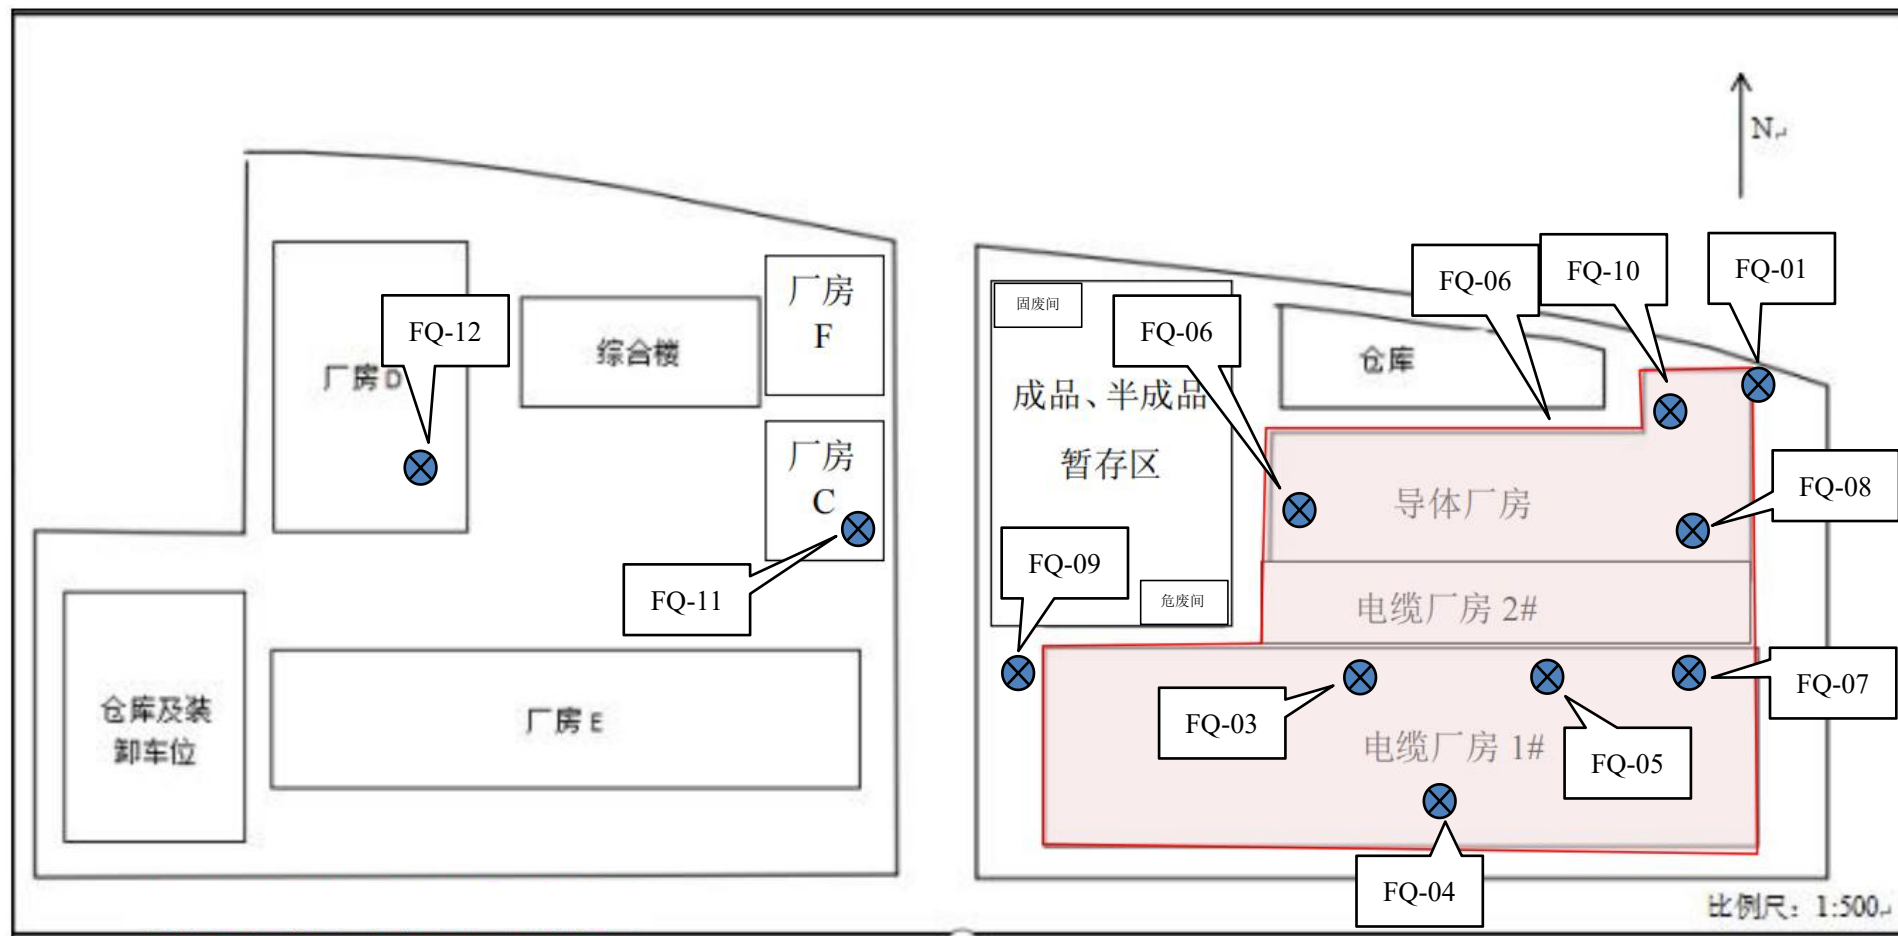 N
FQ-01
FQ-10
FQ-06
FQ-06
固废间
厂房
F
FQ-12
综合楼
仓库
厂房 D
成品、半成品
暂存区
厂房
C
导体厂房
FQ-08
FQ-09
FQ-11
危废间
电缆厂房 2#
FQ-07
仓库及装
卸车位
厂房 E
FQ-03
电缆厂房 1#
FQ-05
FQ-04
比例尺：1:500